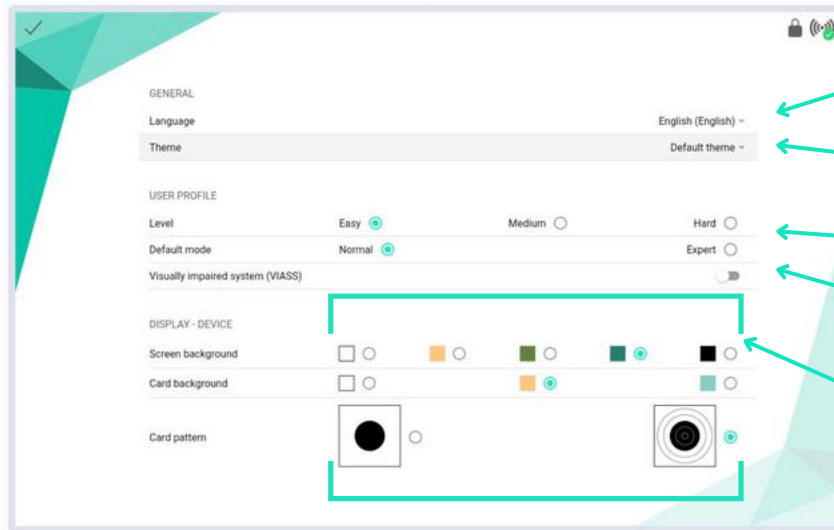 GENERAL
Language English (English)
Theme Default theme
USER PROFILE
Level Easy Medium Hard
Default mode Normal Expert
Visually impaired system (VIASS)
DISPLAY - DEVICE
Screen background
Card background
Card pattern